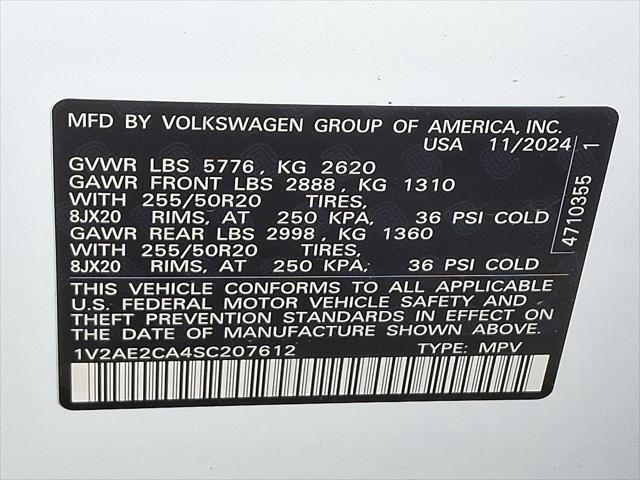 MFD BY VOLKSWAGEN GROUP OF AMERICA, INC.
USA 11/2024
GVWR LBS 5776, KG 2620
GAWR FRONT LBS 2888, KG 1310
WITH 255/50R20 TIRES,
8JX20 RIMS, AT 250 KPA, 36 PSI COLD
GAWR REAR LBS 2998, KG 1360
WITH 255/50R20 TIRES,
8JX20 RIMS, AT 250 KPA, 36 PSI COLD
4710355 1
THIS VEHICLE CONFORMS TO ALL APPLICABLE
U.S. FEDERAL MOTOR VEHICLE SAFETY AND
THEFT PREVENTION STANDARDS IN EFFECT ON
THE DATE OF MANUFACTURE SHOWN ABOVE.
1V2AE2CA4SC207612 TYPE: MPV